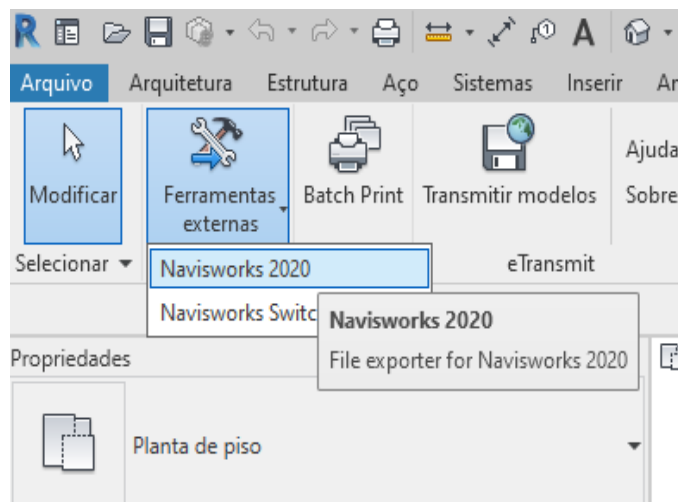 Arquivo Arquitetura Estrutura Aço Sistemas Inserir
Modificar
Ferramentas
externas
Batch Print
Transmitir modelos
Ajuda
Sobre
Selecionar
eTransmit
Navisworks 2020
Navisworks Switc
Navisworks 2020
File exporter for Navisworks 2020
Propriedades
Planta de piso